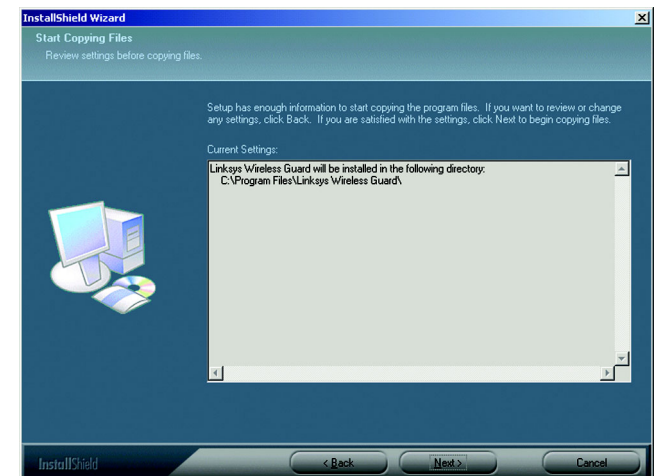 InstallShield Wizard
Start Copying Files
Review settings before copying files.
Setup has enough information to start copying the program files. If you want to review or change
any settings, click Back. If you are satisfied with the settings, click Next to begin copying files.
Current Settings:
Linksys Wireless Guard will be installed in the following directory:
C:\Program Files\Linksys Wireless Guard\
InstallShield
< Back
Next >
Cancel